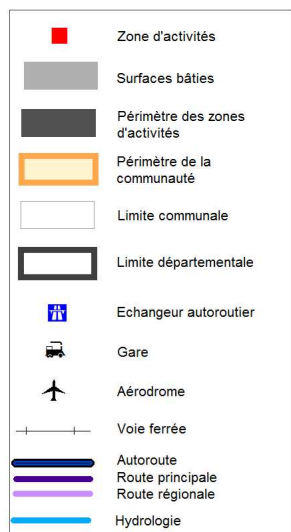 Zone d'activités
Surfaces bâties
Périmètre des zones
d'activités
Périmètre de la
communauté
Limite communale
Limite départementale
Echangeur autoroutier
Gare
Aérodrome
Voie ferrée
Autoroute
Route principale
Route régionale
Hydrologie